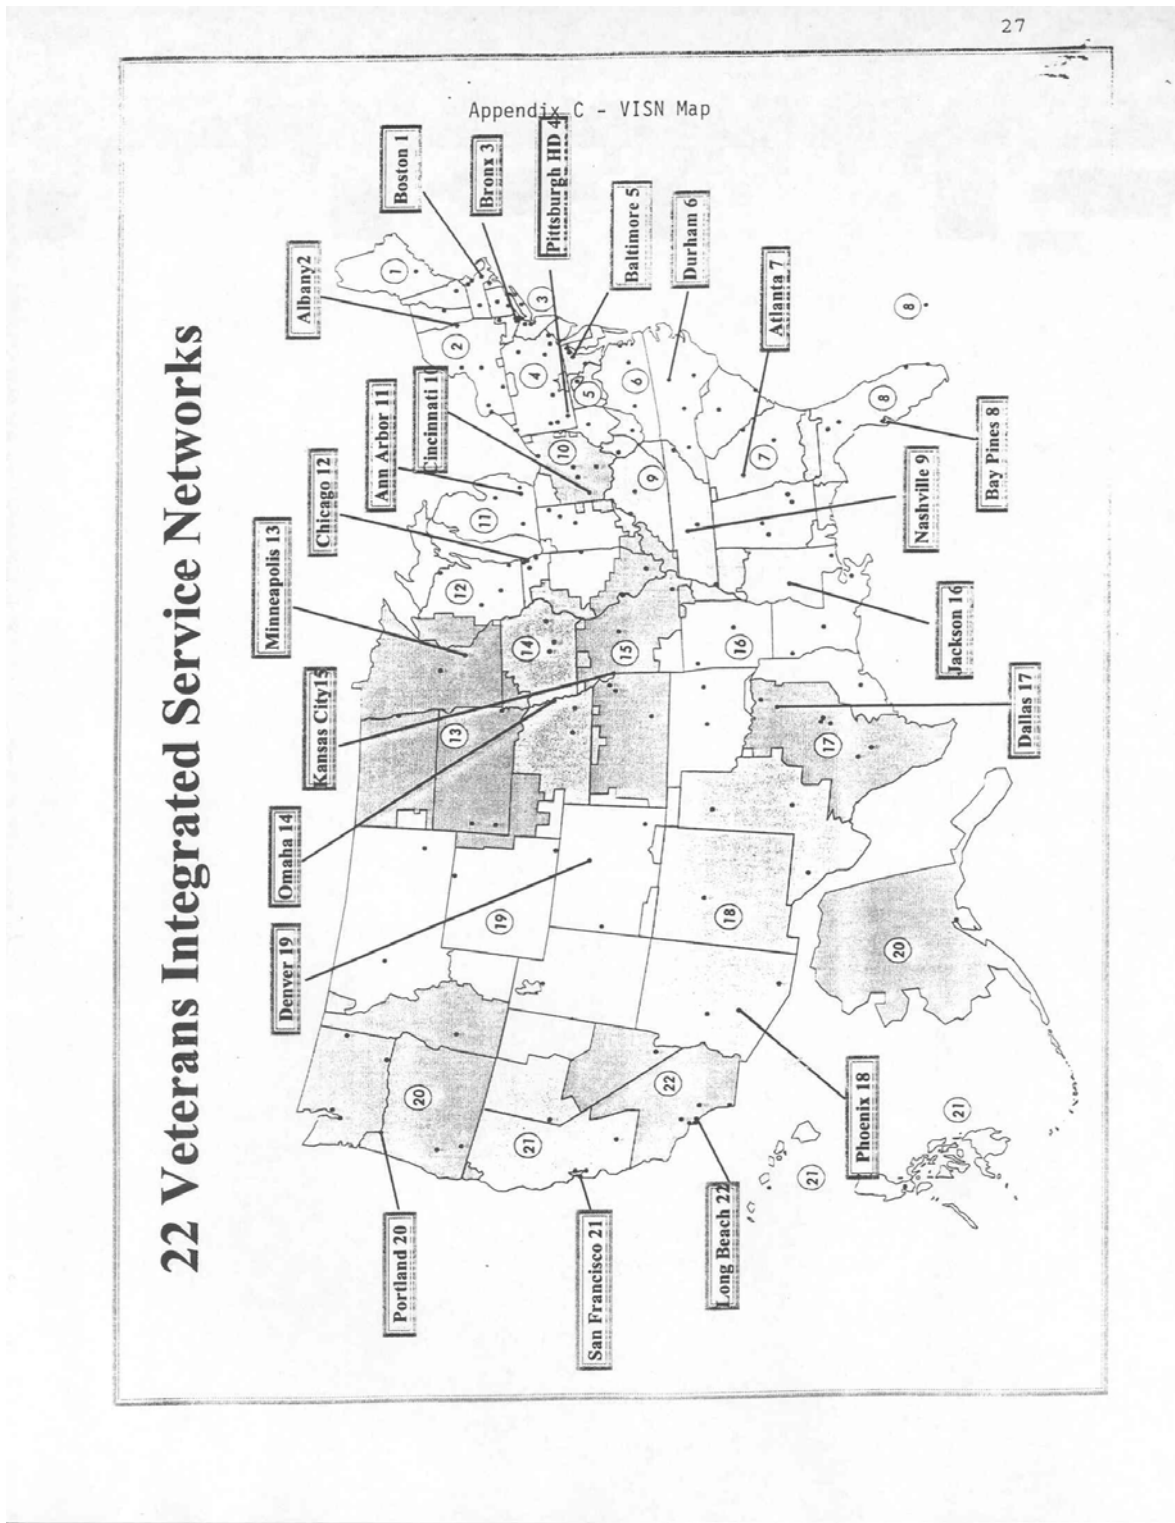 27
Appendix C - VISN Map
22 Veterans Integrated Service Networks
Portland 20
San Francisco 21
Long Beach 22
Phoenix 18
Denver 19
Omaha 14
Kansas City15
Minneapolis 13
Chicago 12
Ann Arbor 11
Cincinnati 10
Albany2
Boston 1
Bronx 3
Pittsburgh HD 4
Baltimore 5
Durham 6
Atlanta 7
Bay Pines 8
Nashville 9
Jackson 16
Dallas 17
1
2
3
4
5
6
7
8
8
8
9
10
11
12
13
14
15
16
17
18
19
20
20
21
21
21
22